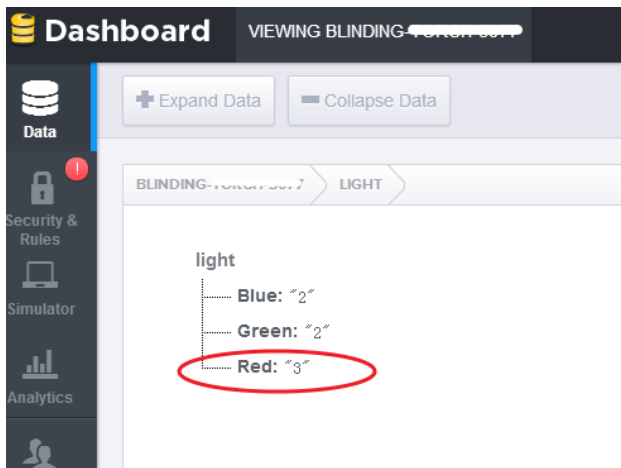 Dashboard
VIEWING BLINDING-
Data
Expand Data
Collapse Data
!
Security &
Rules
Simulator
Analytics
BLINDING-
LIGHT
light
Blue: "2"
Green: "2"
Red: "3"